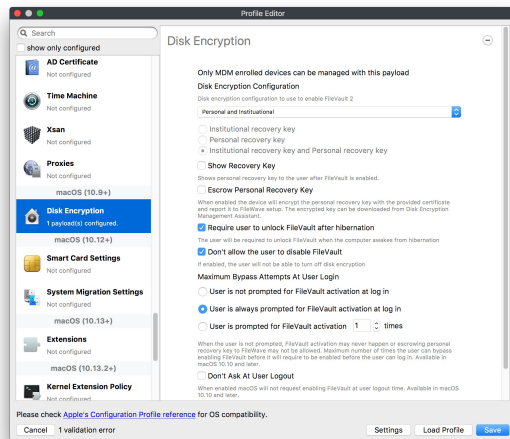 Profile Editor
Search
show only configured
AD Certificate
Not configured
Time Machine
Not configured
Xsan
Not configured
Proxies
Not configured
macOS (10.9+)
Disk Encryption
1 payload(s) configured.
macOS (10.12+)
Smart Card Settings
Not configured
System Migration Settings
Not configured
macOS (10.13+)
Extensions
Not configured
macOS (10.13.2+)
Kernel Extension Policy
Not configured
Disk Encryption
Only MDM enrolled devices can be managed with this payload
Disk Encryption Configuration
Disk encryption configuration to use to enable FileVault 2
Personal and Instituational
Institutional recovery key
Personal recovery key
Institutional recovery key and Personal recovery key
Show Recovery Key
Shows personal recovery key to the user after FileVault is enabled.
Escrow Personal Recovery Key
When enabled the device will encrypt the personal recovery key with the provided certificate
and report it to FileWave setup. The encrypted key can be downloaded from Disk Encryption
Management Assistant.
Require user to unlock FileVault after hibernation
The user will be required to unlock FileVault when the computer awakes from hibernation
Don't allow the user to disable FileVault
If enabled, the user will not be able to turn off disk encryption
Maximum Bypass Attempts At User Login
User is not prompted for FileVault activation at log in
User is always prompted for FileVault activation at log in
User is prompted for FileVault activation 1 times
When the user is not prompted, FileVault activation may never happen or escrowing personal
recovery key to FileWave may not be allowed. Maximum number of times the user can bypass
enabling FileVault before it will require to be enabled before the user can log in. Available in
macOS 10.10 and later.
Don't Ask At User Logout
When enabled macOS will not request enabling FileVault at user logout time. Available in macOS
10.10 and later.
Please check Apple's Configuration Profile reference for OS compatibility.
Cancel 1 validation error Settings Load Profile Save